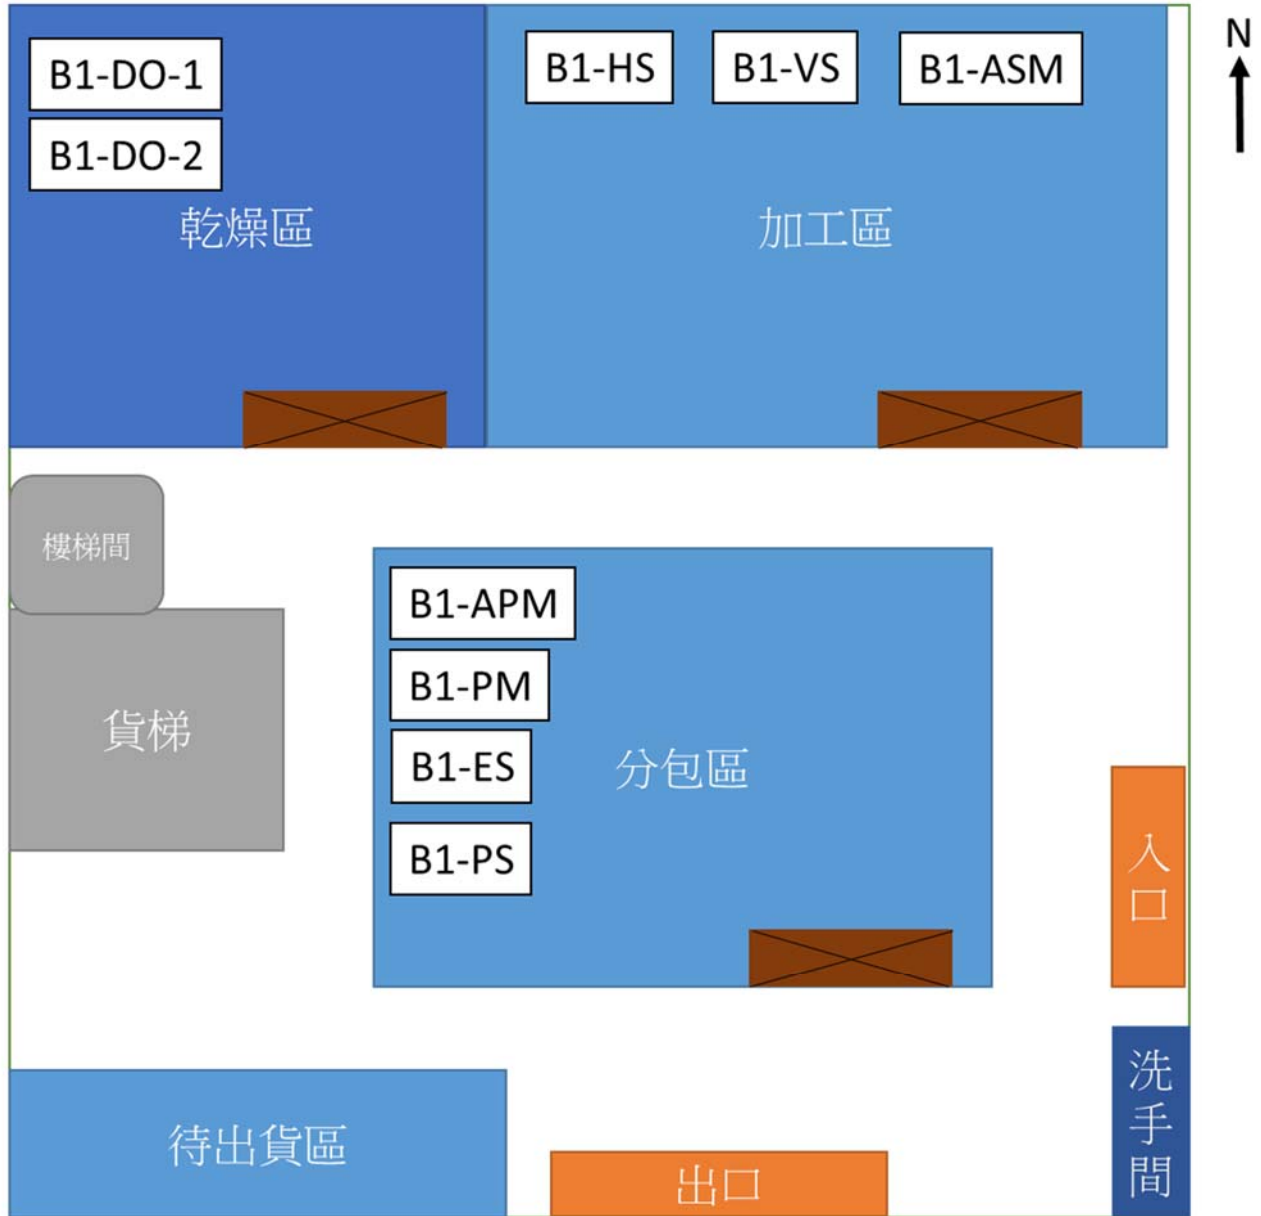 B1-DO-1
B1-DO-2
乾燥區
B1-HS
B1-VS
B1-ASM
加工區
N
樓梯間
貨梯
B1-APM
B1-PM
B1-ES
B1-PS
分包區
入口
洗手間
待出貨區
出口